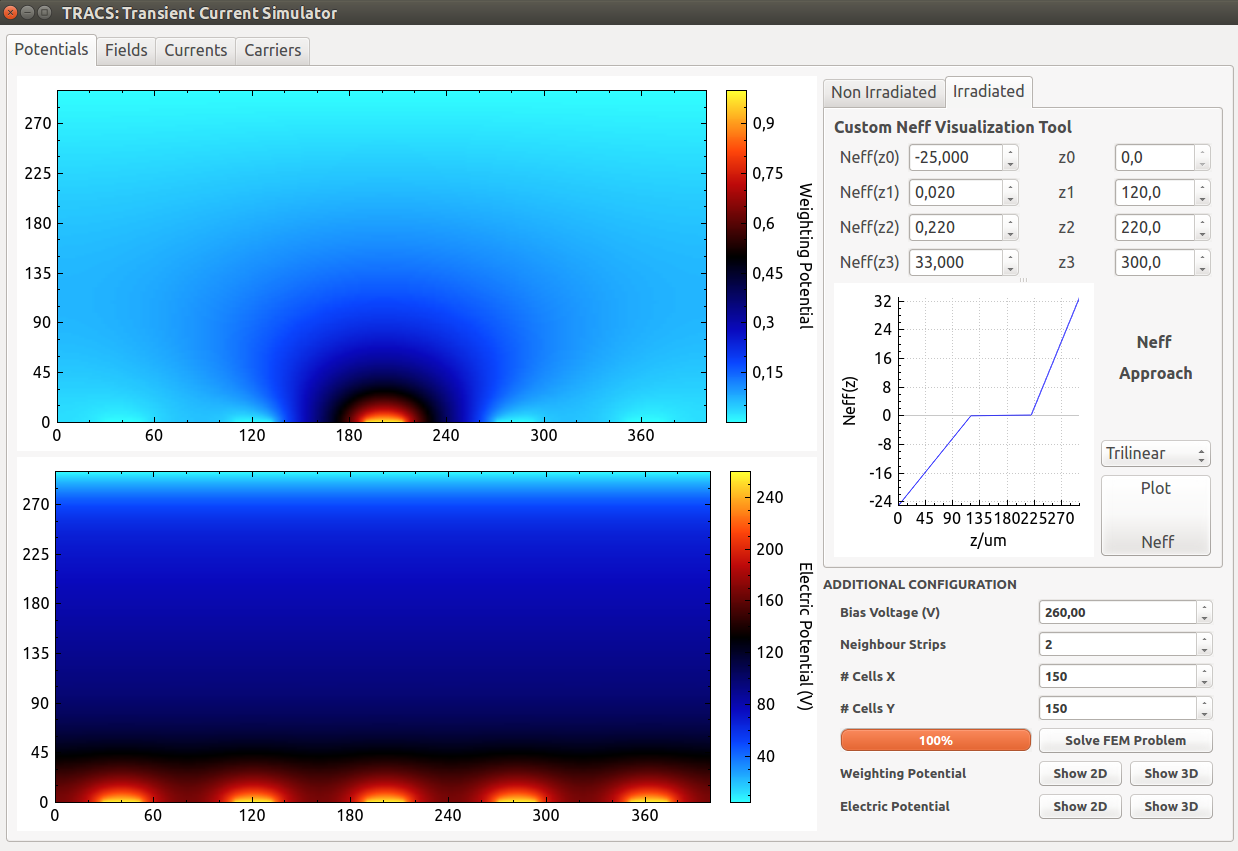 TRACS: Transient Current Simulator
Potentials Fields Currents Carriers
270
225
180
135
90
45
0
0 60 120 180 240 300 360
0,9
0,75
0,6
0,45
0,3
0,15
Weighting Potential
270
225
180
135
90
45
0
0 60 120 180 240 300 360
240
200
160
120
80
40
Electric Potential (V)
Non Irradiated Irradiated
Custom Neff Visualization Tool
Neff(z0) -25,000 z0 0,0
Neff(z1) 0,020 z1 120,0
Neff(z2) 0,220 z2 220,0
Neff(z3) 33,000 z3 300,0
32
24
16
8
0
-8
-16
-24
Neff(z)
0 45 90 135 180 225 270
z/um
Neff
Approach
Trilinear
Plot
Neff
ADDITIONAL CONFIGURATION
Bias Voltage (V) 260,00
Neighbour Strips 2
# Cells X 150
# Cells Y 150
100% Solve FEM Problem
Weighting Potential Show 2D Show 3D
Electric Potential Show 2D Show 3D